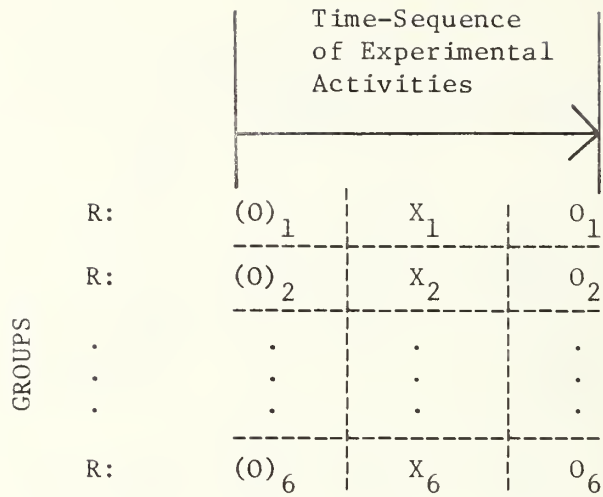 Time-Sequence
of Experimental
Activities
R: (O)₁ X₁ O₁
R: (O)₂ X₂ O₂
GROUPS
. . . .
. . . .
. . . .
R: (O)₆ X₆ O₆